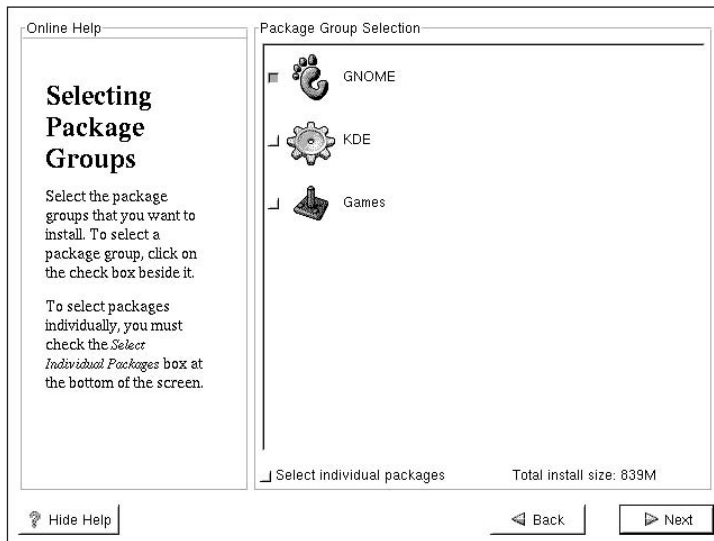 Online Help
Selecting
Package
Groups
Select the package
groups that you want to
install. To select a
package group, click on
the check box beside it.
To select packages
individually, you must
check the Select
Individual Packages box at
the bottom of the screen.
Package Group Selection
GNOME
KDE
Games
Select individual packages
Total install size: 839M
Hide Help
Back
Next